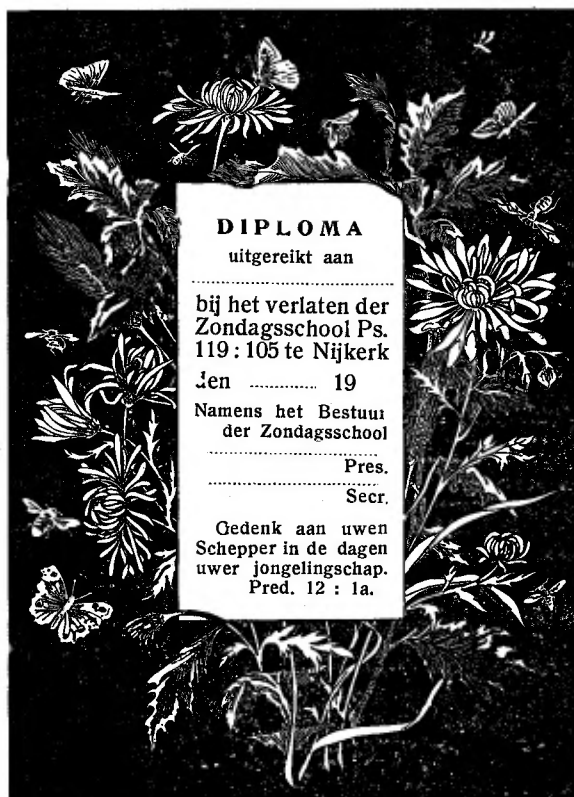 DIPLOMA
uitgereikt aan
bij het verlaten der
Zondagsschool Ps.
119 : 105 te Nijkerk
den ............ 19
Namens het Bestuur
der Zondagsschool
Pres.
Secr.
Gedenk aan uwen
Schepper in de dagen
uwer jongelingschap.
Pred. 12 : 1a.